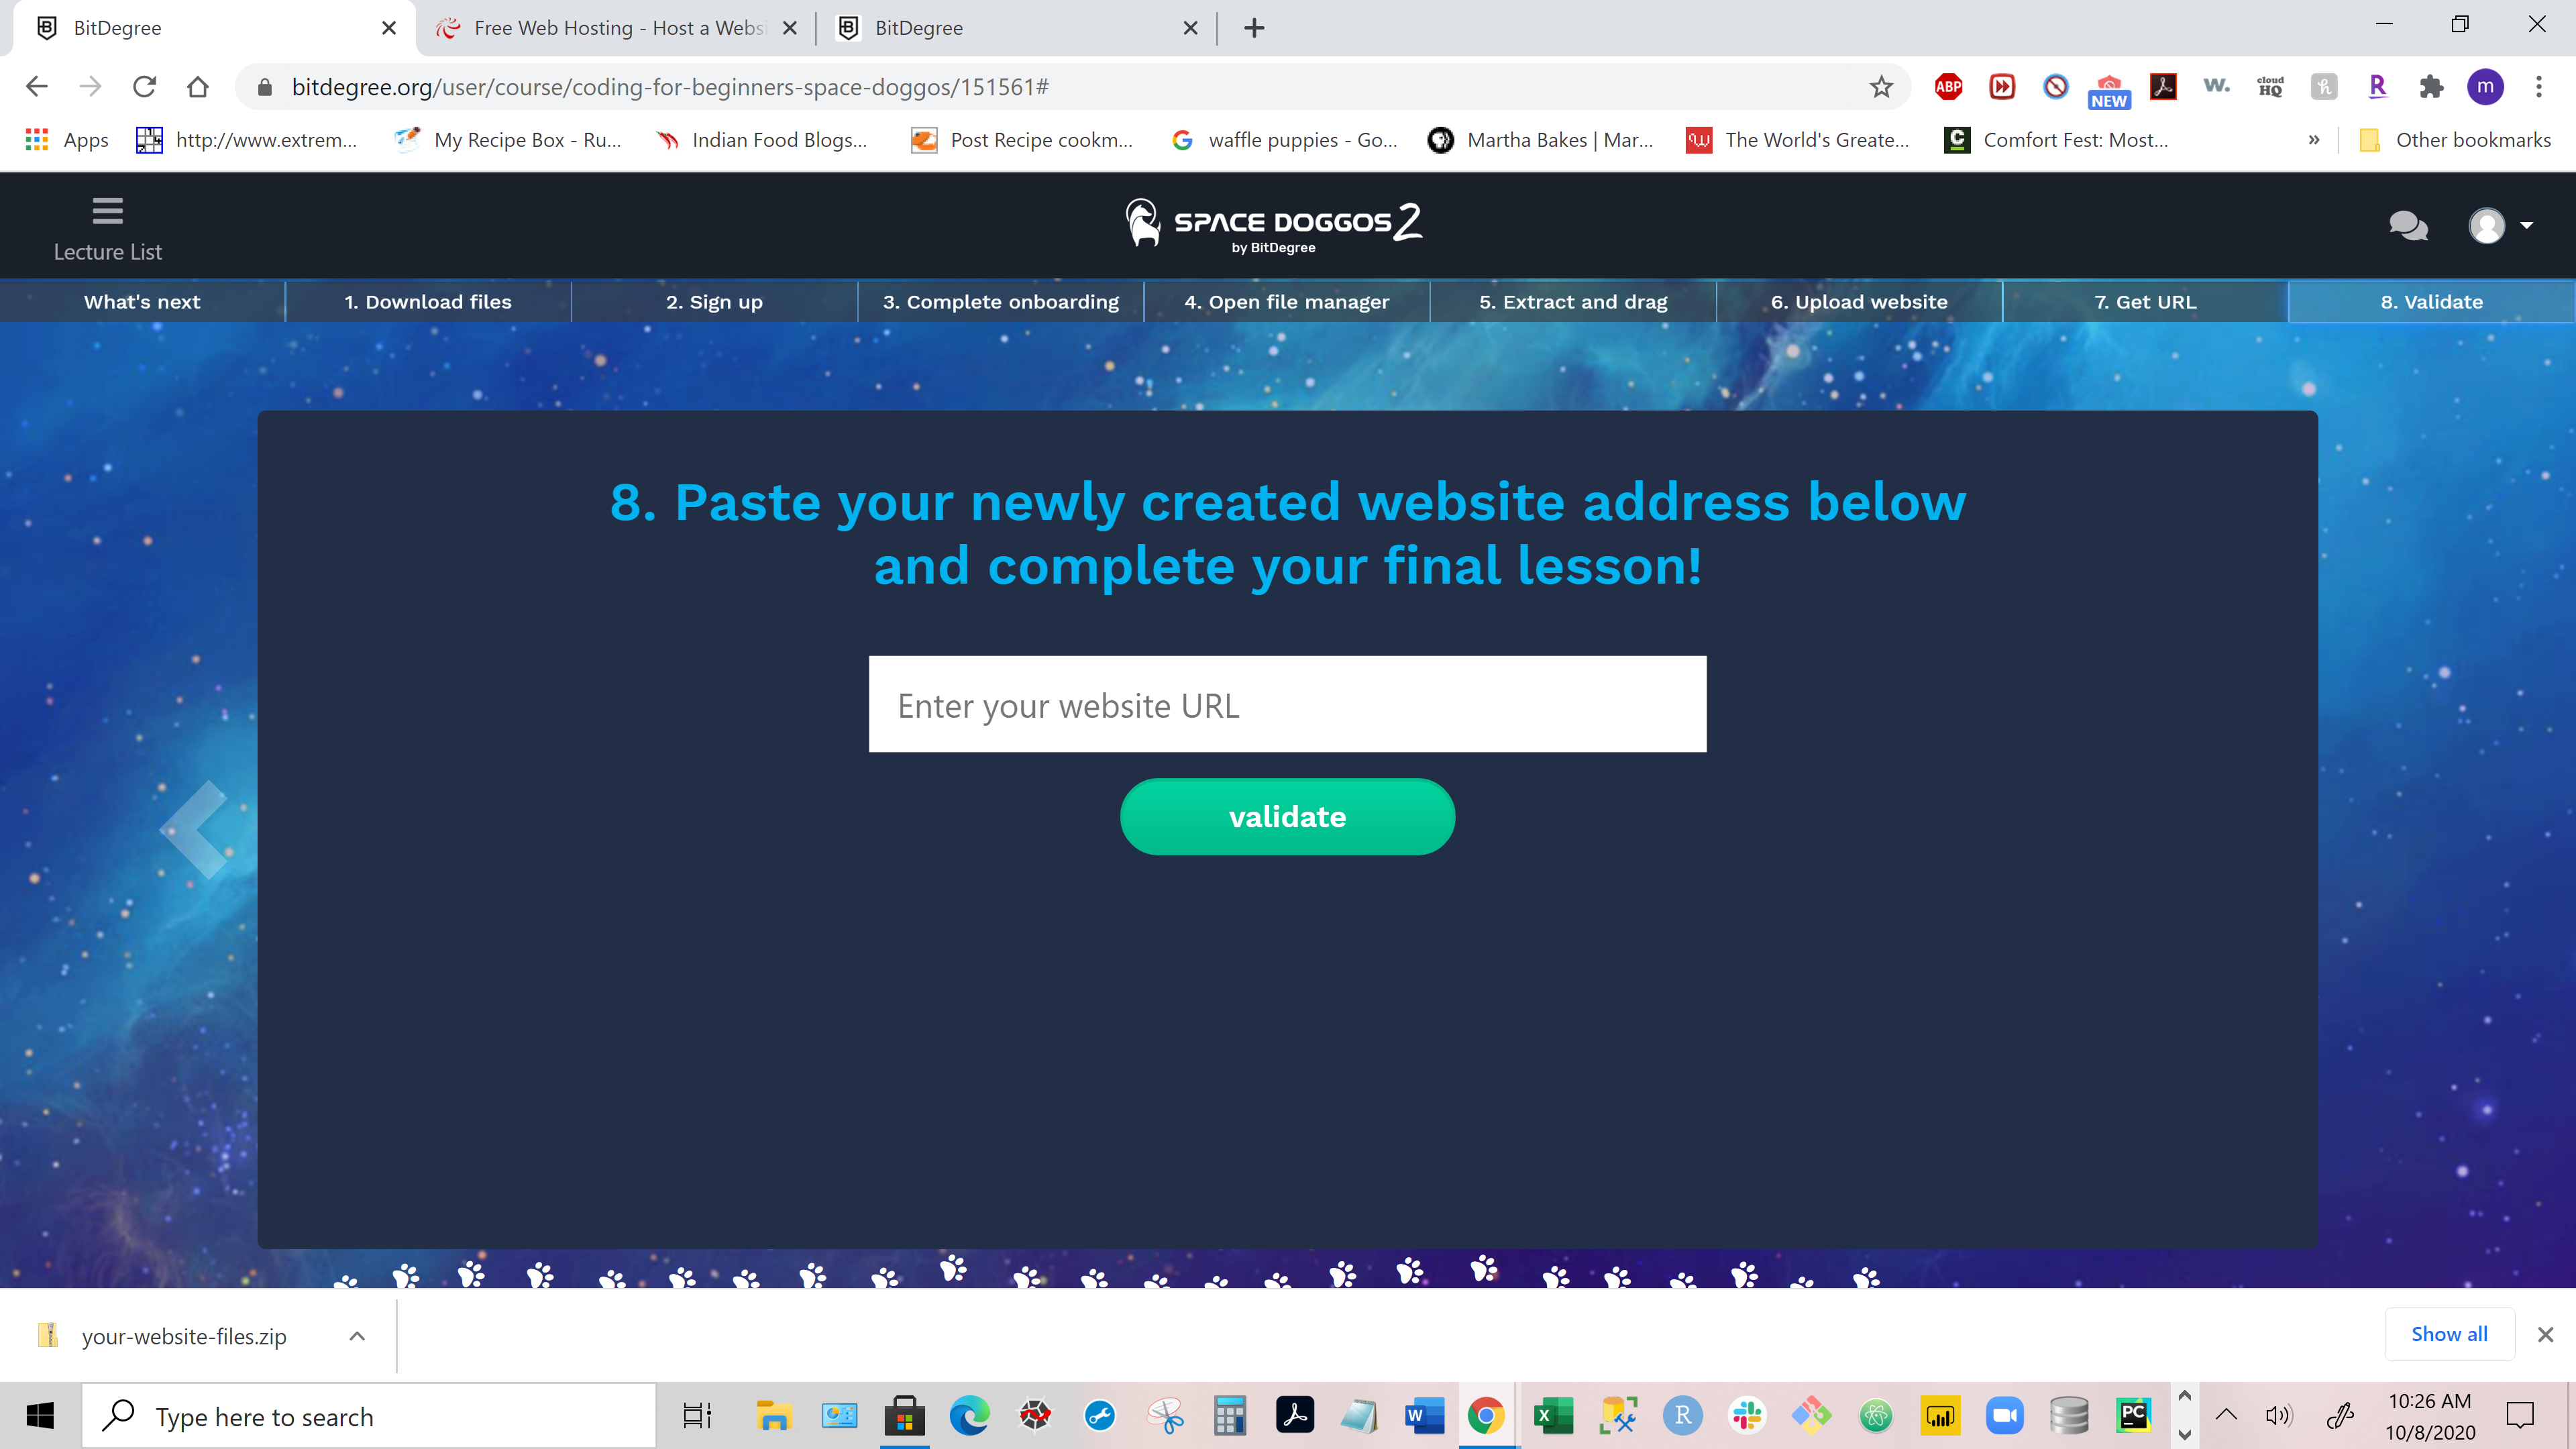 BitDegree
Free Web Hosting - Host a Websi
BitDegree
bitdegree.org/user/course/coding-for-beginners-space-doggos/151561#
ABP
NEW
w.
cloud HQ
h
R
m
Apps
http://www.extrem...
My Recipe Box - Ru...
Indian Food Blogs...
Post Recipe cookm...
waffle puppies - Go...
Martha Bakes | Mar...
The World's Greate...
Comfort Fest: Most...
»
Other bookmarks
Lecture List
SPACE DOGGOS 2
by BitDegree
What's next
1. Download files
2. Sign up
3. Complete onboarding
4. Open file manager
5. Extract and drag
6. Upload website
7. Get URL
8. Validate
8. Paste your newly created website address below
and complete your final lesson!
Enter your website URL
validate
your-website-files.zip
Show all
Type here to search
W
X
R
PC
10:26 AM
10/8/2020